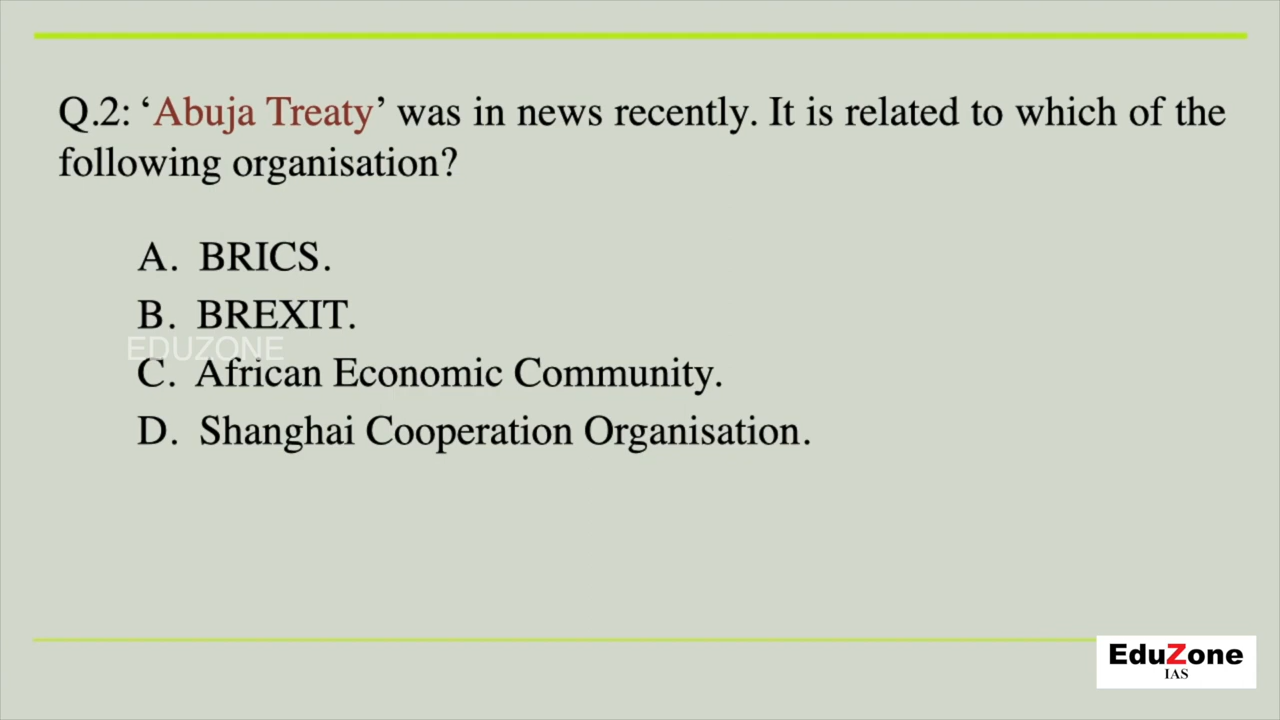 Q.2: ‘Abuja Treaty’ was in news recently. It is related to which of the
following organisation?
A. BRICS.
B. BREXIT.
EDUZONE
C. African Economic Community.
D. Shanghai Cooperation Organisation.
EduZone
IAS